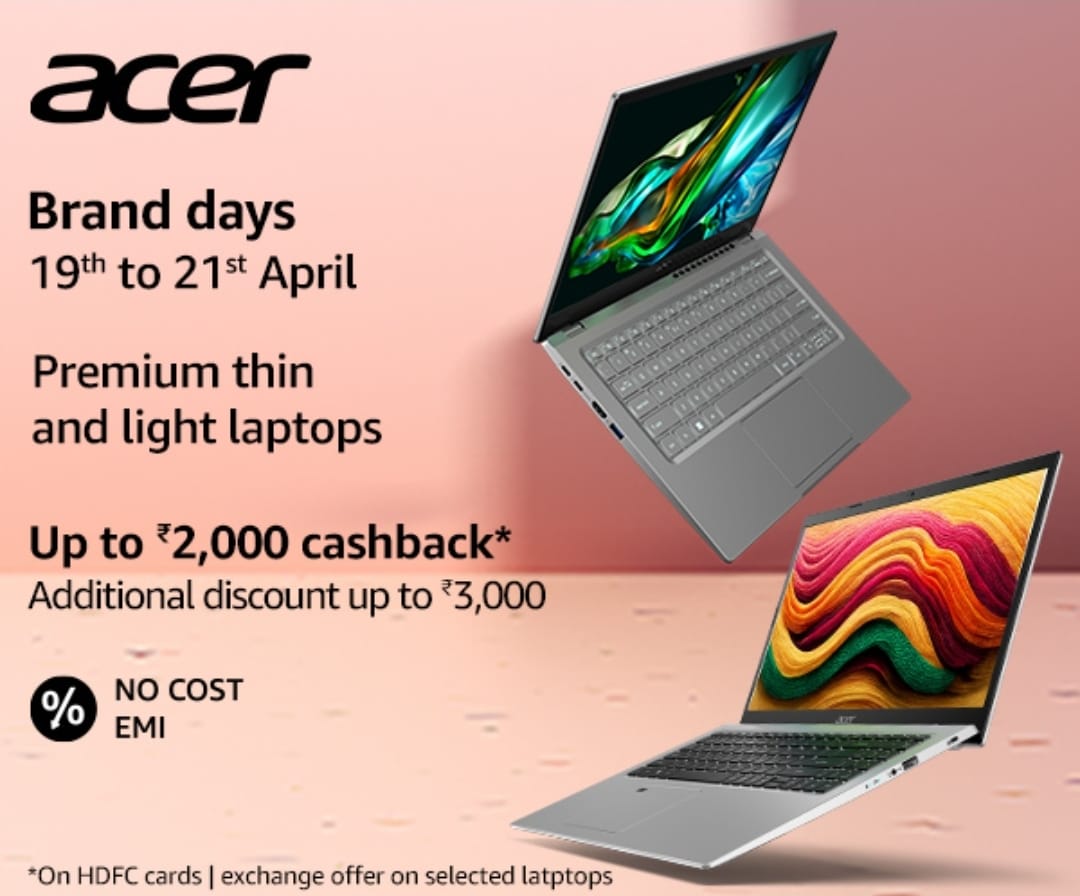 acer
Brand days
19th to 21st April
Premium thin
and light laptops
Up to ₹2,000 cashback*
Additional discount up to ₹3,000
% NO COST
EMI
acer
*On HDFC cards | exchange offer on selected latptops